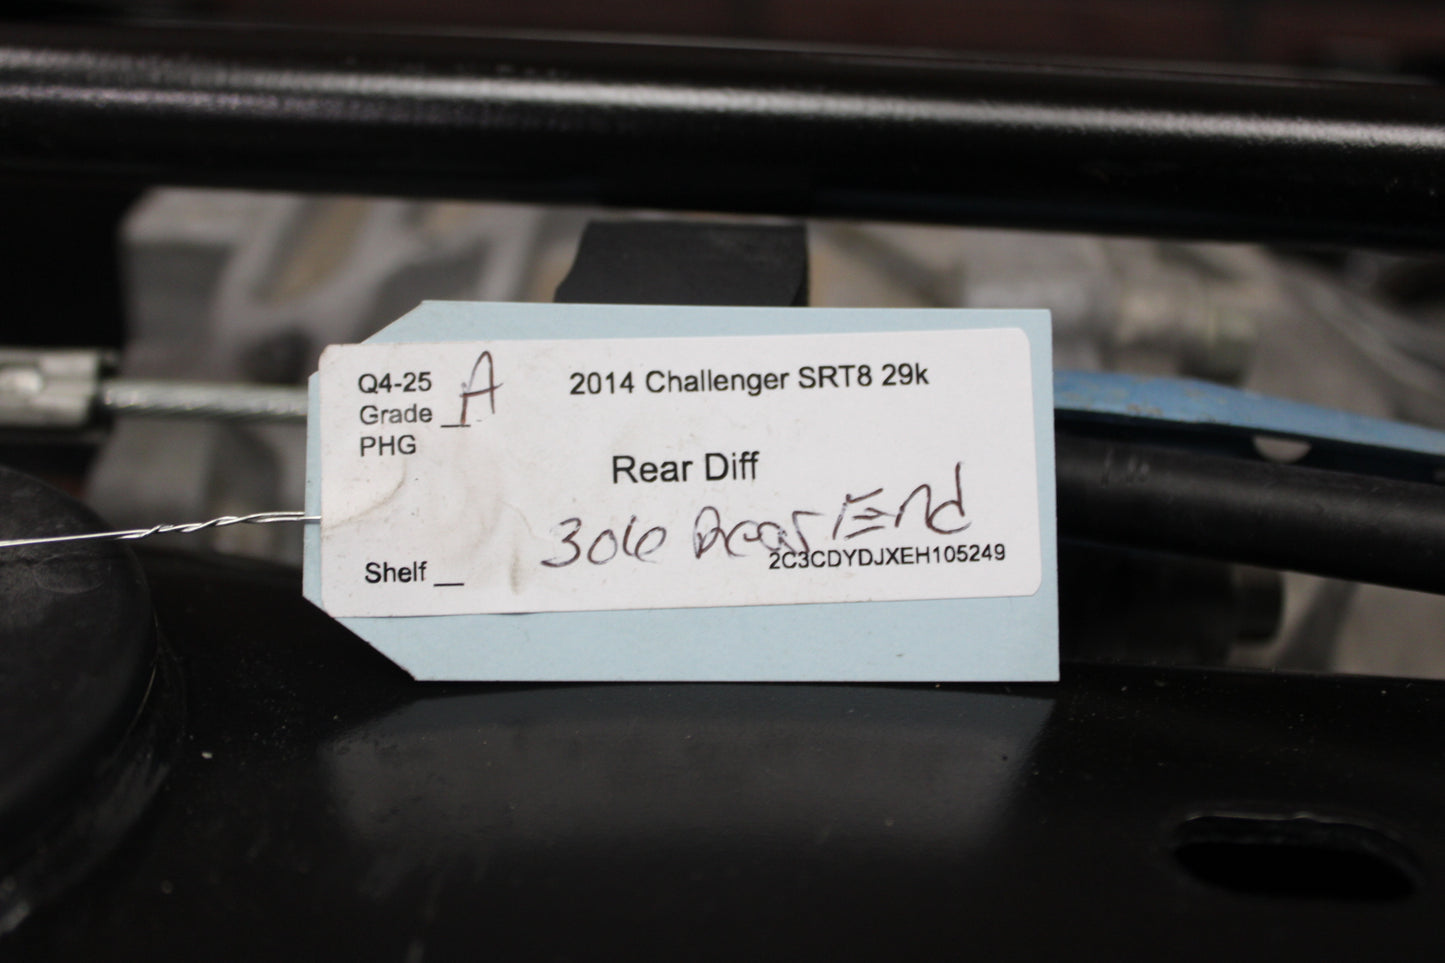 Q4-25
Grade A
PHG
2014 Challenger SRT8 29k
Rear Diff
306 Rear End
2C3CDYDJXEH105249
Shelf __